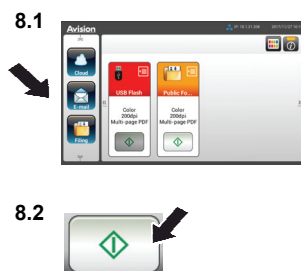 8.1
Avision
Cloud
E-mail
Filing
USB Flash
Color
200dpi
Multi-page PDF
Public Fo...
Color
200dpi
Multi-page PDF
8.2